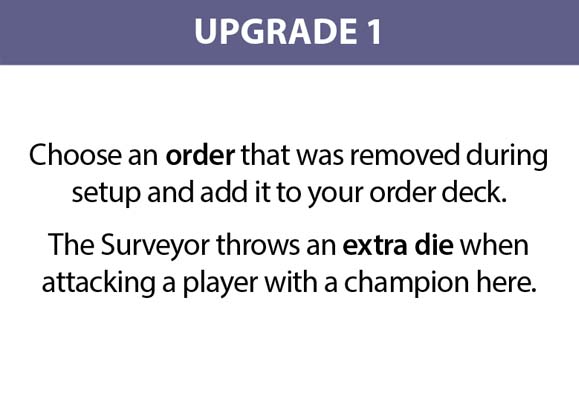 UPGRADE 1
Choose an order that was removed during
setup and add it to your order deck.
The Surveyor throws an extra die when
attacking a player with a champion here.